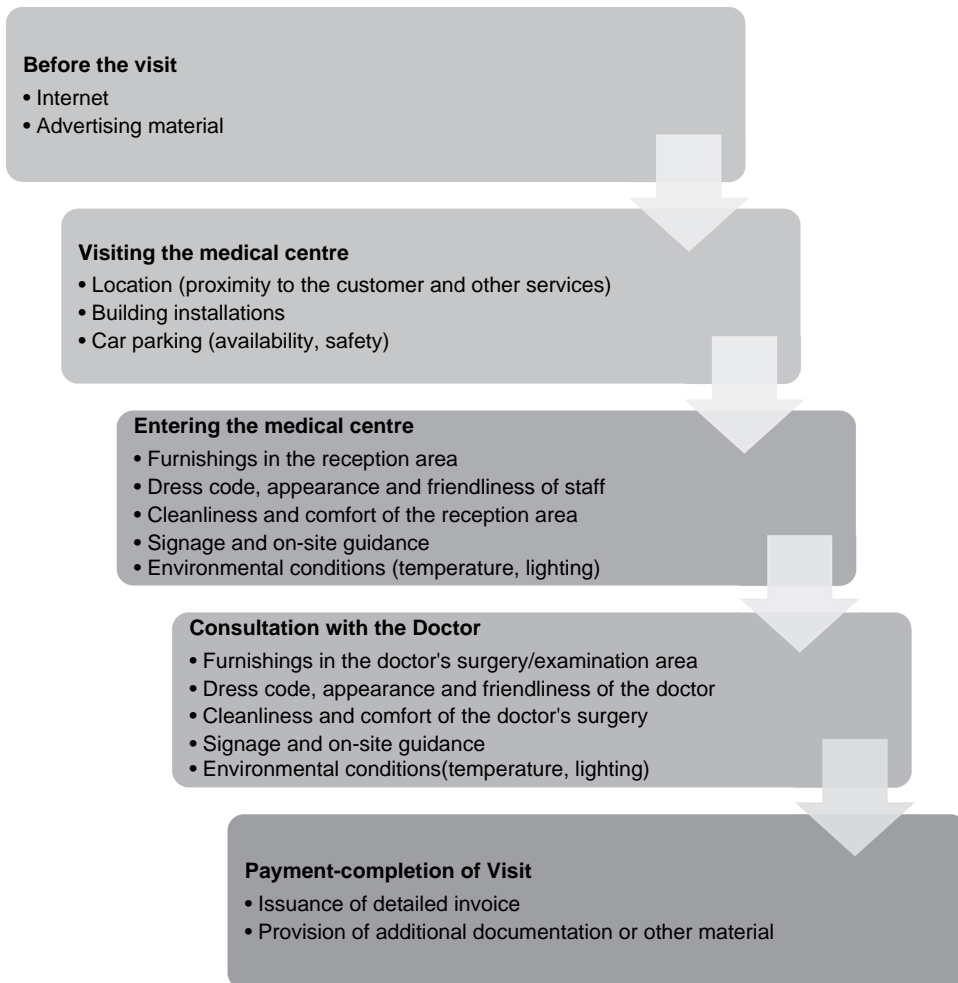 Before the visit
• Internet
• Advertising material
Visiting the medical centre
• Location (proximity to the customer and other services)
• Building installations
• Car parking (availability, safety)
Entering the medical centre
• Furnishings in the reception area
• Dress code, appearance and friendliness of staff
• Cleanliness and comfort of the reception area
• Signage and on-site guidance
• Environmental conditions (temperature, lighting)
Consultation with the Doctor
• Furnishings in the doctor's surgery/examination area
• Dress code, appearance and friendliness of the doctor
• Cleanliness and comfort of the doctor's surgery
• Signage and on-site guidance
• Environmental conditions(temperature, lighting)
Payment-completion of Visit
• Issuance of detailed invoice
• Provision of additional documentation or other material